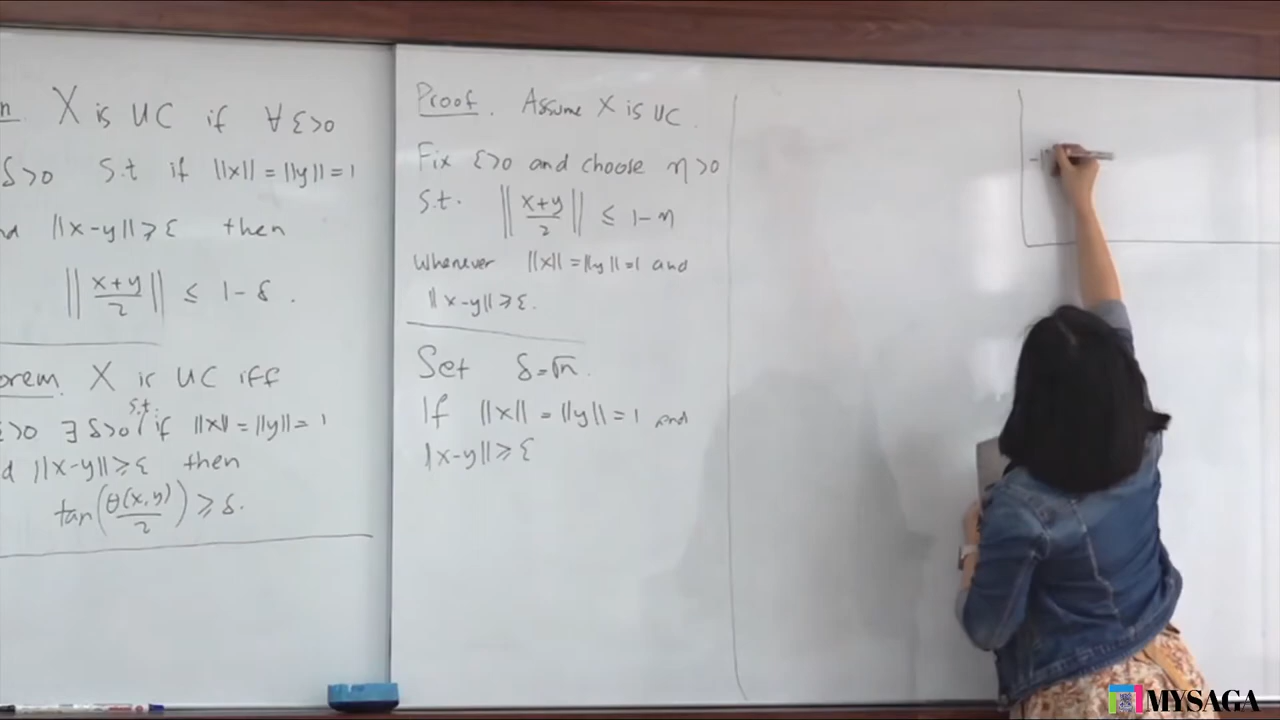 n. X is UC if ∀ ε>0
δ>0 s.t if ||x|| = ||y|| = 1
nd ||x-y|| ⩾ ε then
|| x+y / 2 || ≤ 1 - δ .
orem. X is UC iff
ε>0 ∃ δ>0 s.t. if ||x|| = ||y|| = 1
d ||x-y|| ⩾ ε then
tan( θ(x,y) / 2 ) ⩾ δ.
Proof. Assume X is UC.
Fix ε>0 and choose η>0
s.t. || x+y / 2 || ≤ 1-η
whenever ||x|| = ||y|| = 1 and
||x-y|| ⩾ ε.
Set δ=√η.
If ||x|| = ||y|| = 1 and
||x-y|| ⩾ ε
MYSAGA